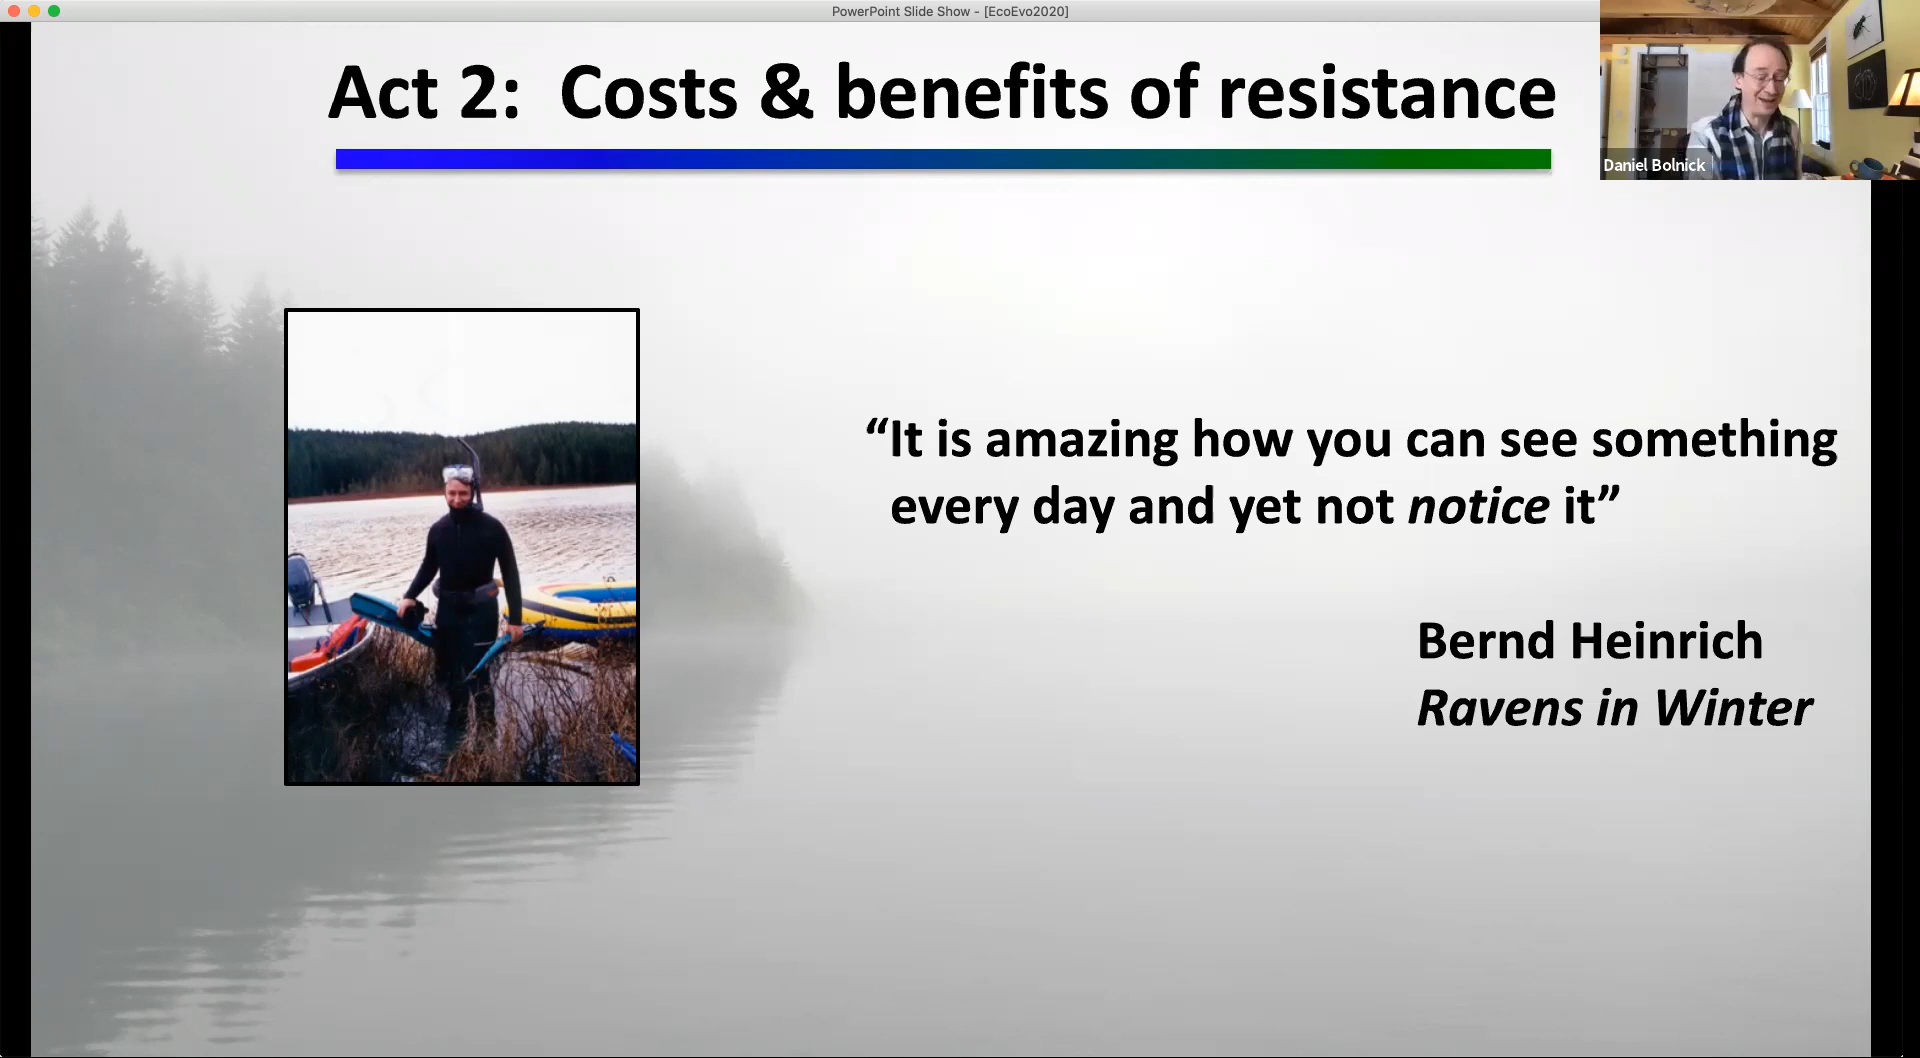 PowerPoint Slide Show - [EcoEvo2020]
Act 2:  Costs & benefits of resistance
Daniel Bolnick
“It is amazing how you can see something
every day and yet not notice it”
Bernd Heinrich
Ravens in Winter